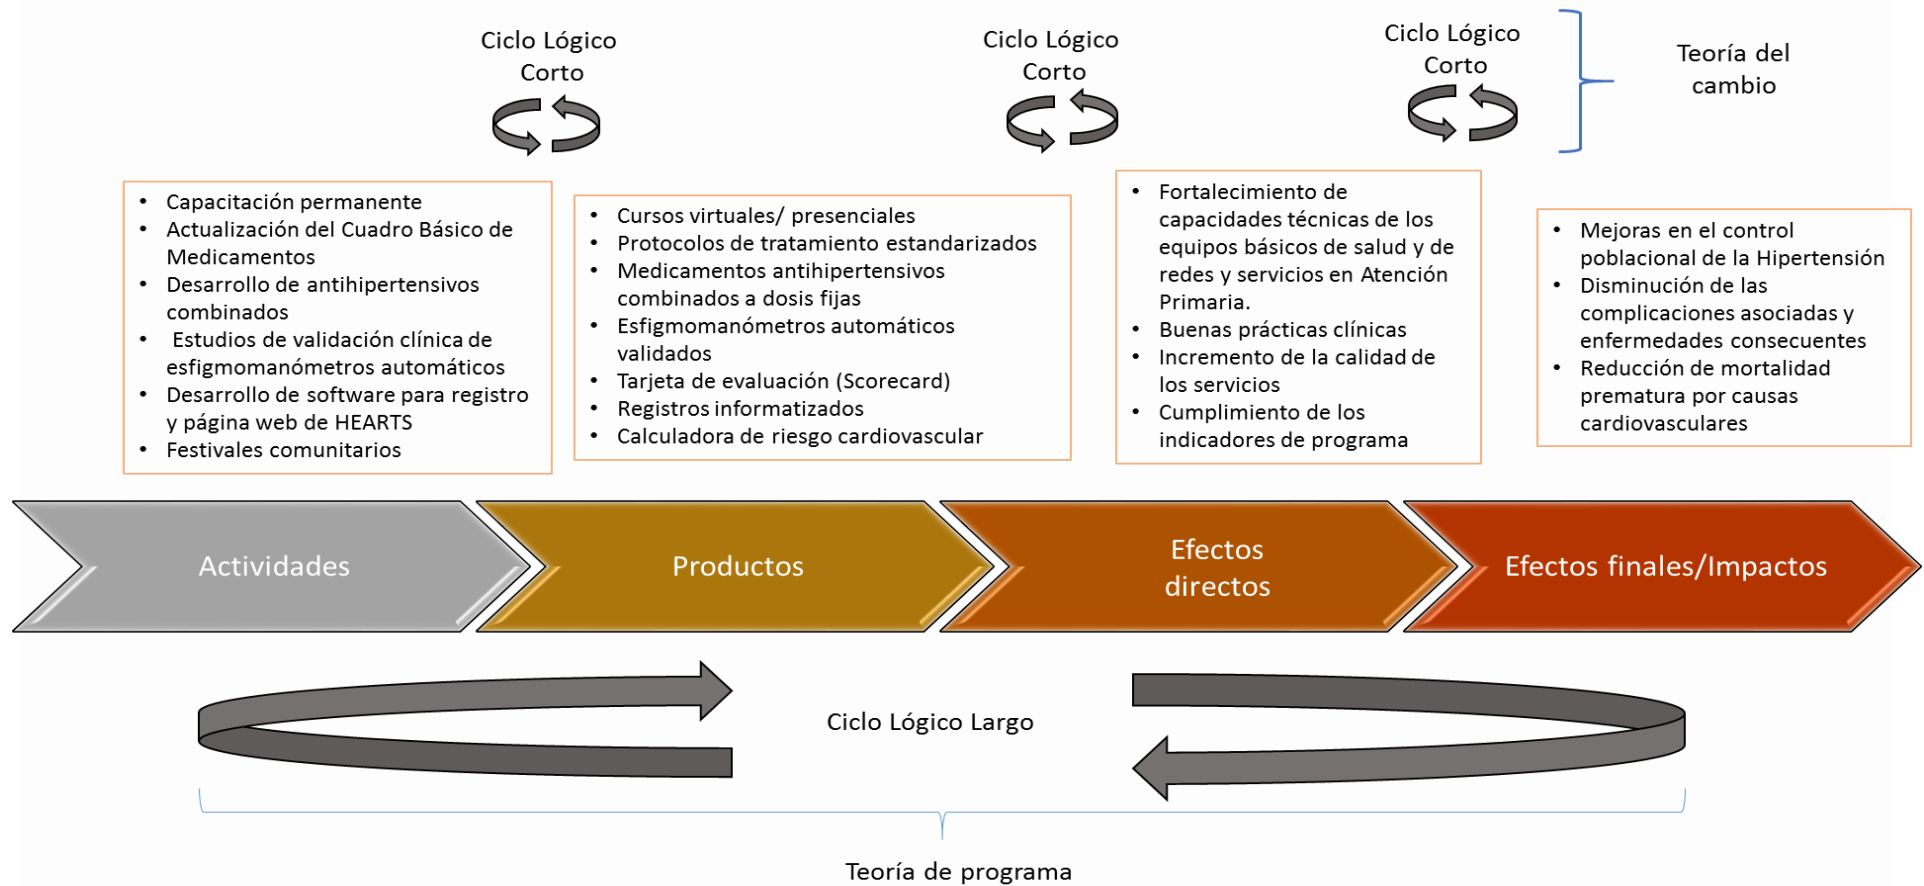 Ciclo Lógico
Corto
Ciclo Lógico
Corto
Ciclo Lógico
Corto
Teoría del
cambio
• Capacitación permanente
• Actualización del Cuadro Básico de
Medicamentos
• Desarrollo de antihipertensivos
combinados
• Estudios de validación clínica de
esfigmomanómetros automáticos
• Desarrollo de software para registro
y página web de HEARTS
• Festivales comunitarios
• Cursos virtuales/ presenciales
• Protocolos de tratamiento estandarizados
• Medicamentos antihipertensivos
combinados a dosis fijas
• Esfigmomanómetros automáticos
validados
• Tarjeta de evaluación (Scorecard)
• Registros informatizados
• Calculadora de riesgo cardiovascular
• Fortalecimiento de
capacidades técnicas de los
equipos básicos de salud y de
redes y servicios en Atención
Primaria.
• Buenas prácticas clínicas
• Incremento de la calidad de
los servicios
• Cumplimiento de los
indicadores de programa
• Mejoras en el control
poblacional de la Hipertensión
• Disminución de las
complicaciones asociadas y
enfermedades consecuentes
• Reducción de mortalidad
prematura por causas
cardiovasculares
Actividades
Productos
Efectos
directos
Efectos finales/Impactos
Ciclo Lógico Largo
Teoría de programa